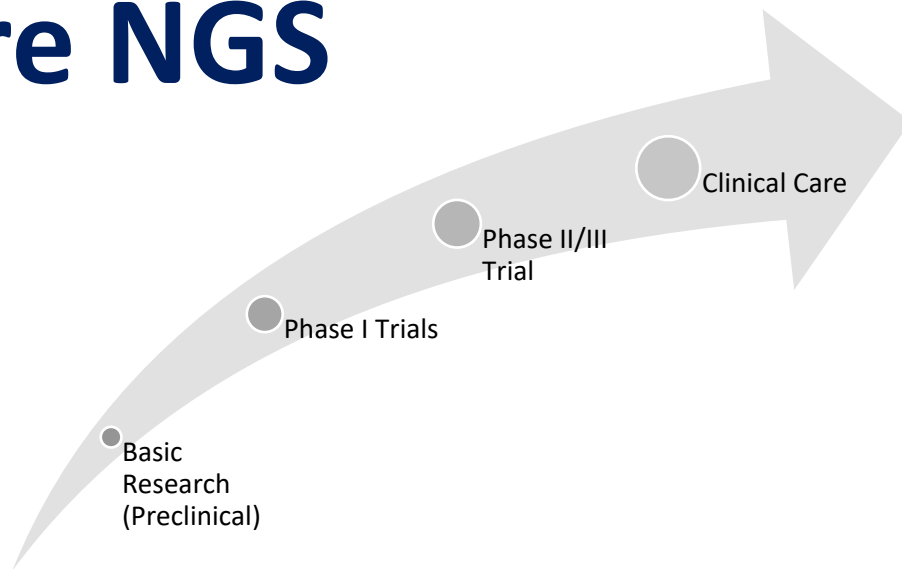 re NGS
Clinical Care
Phase II/III
Trial
Phase I Trials
Basic
Research
(Preclinical)